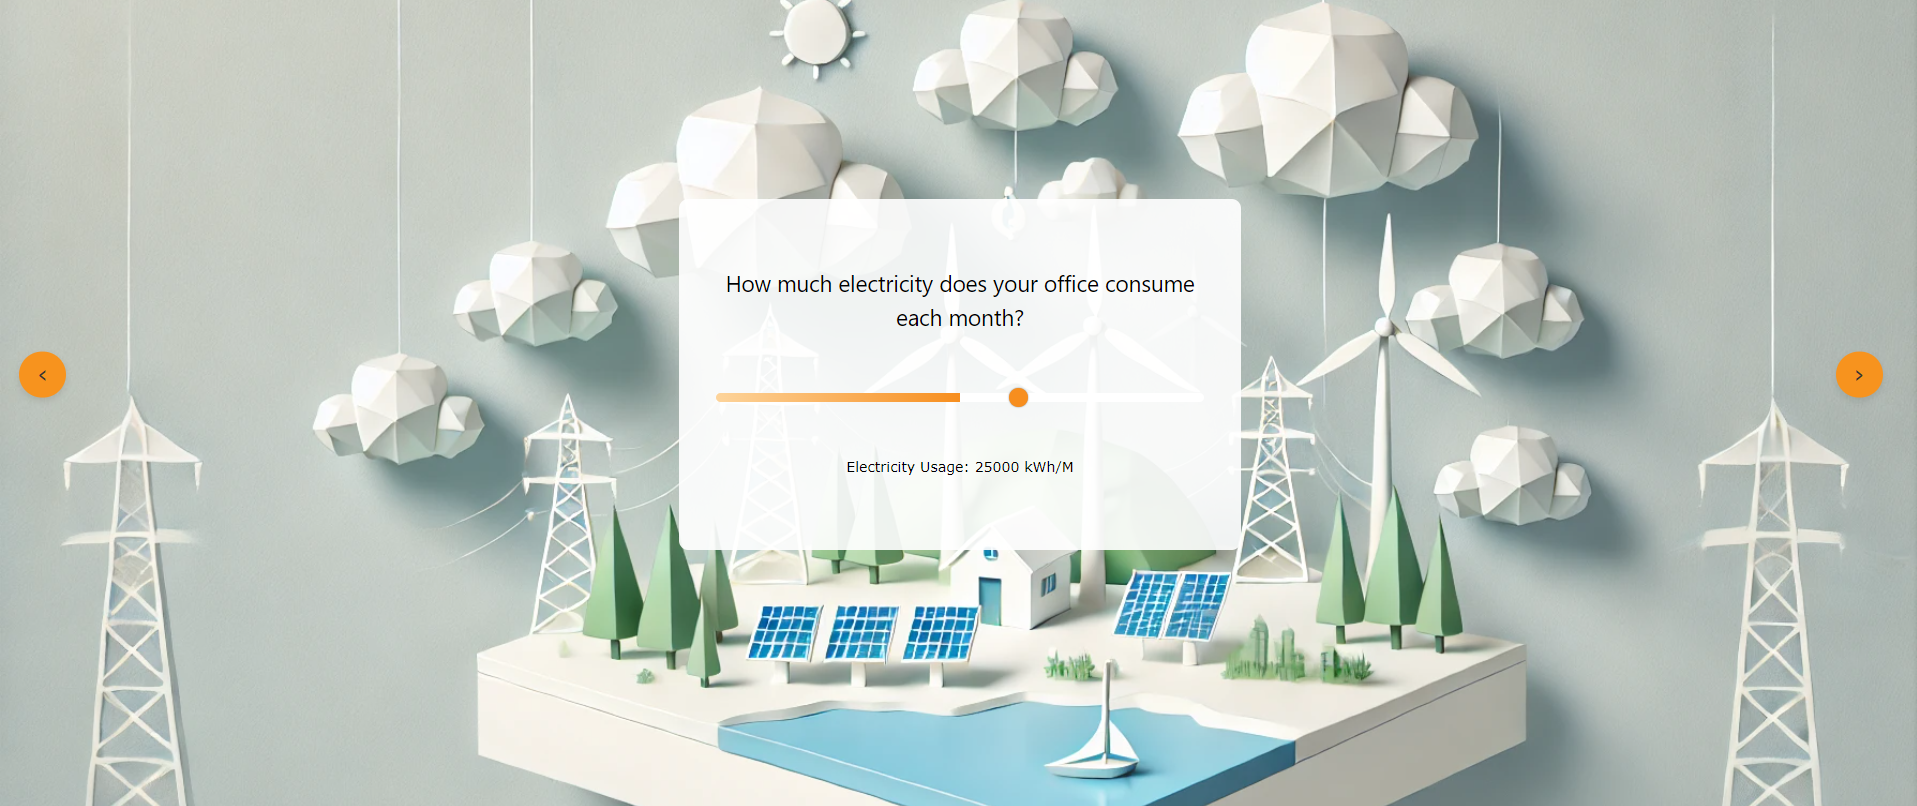 How much electricity does your office consume
each month?
<
>
Electricity Usage: 25000 kWh/M